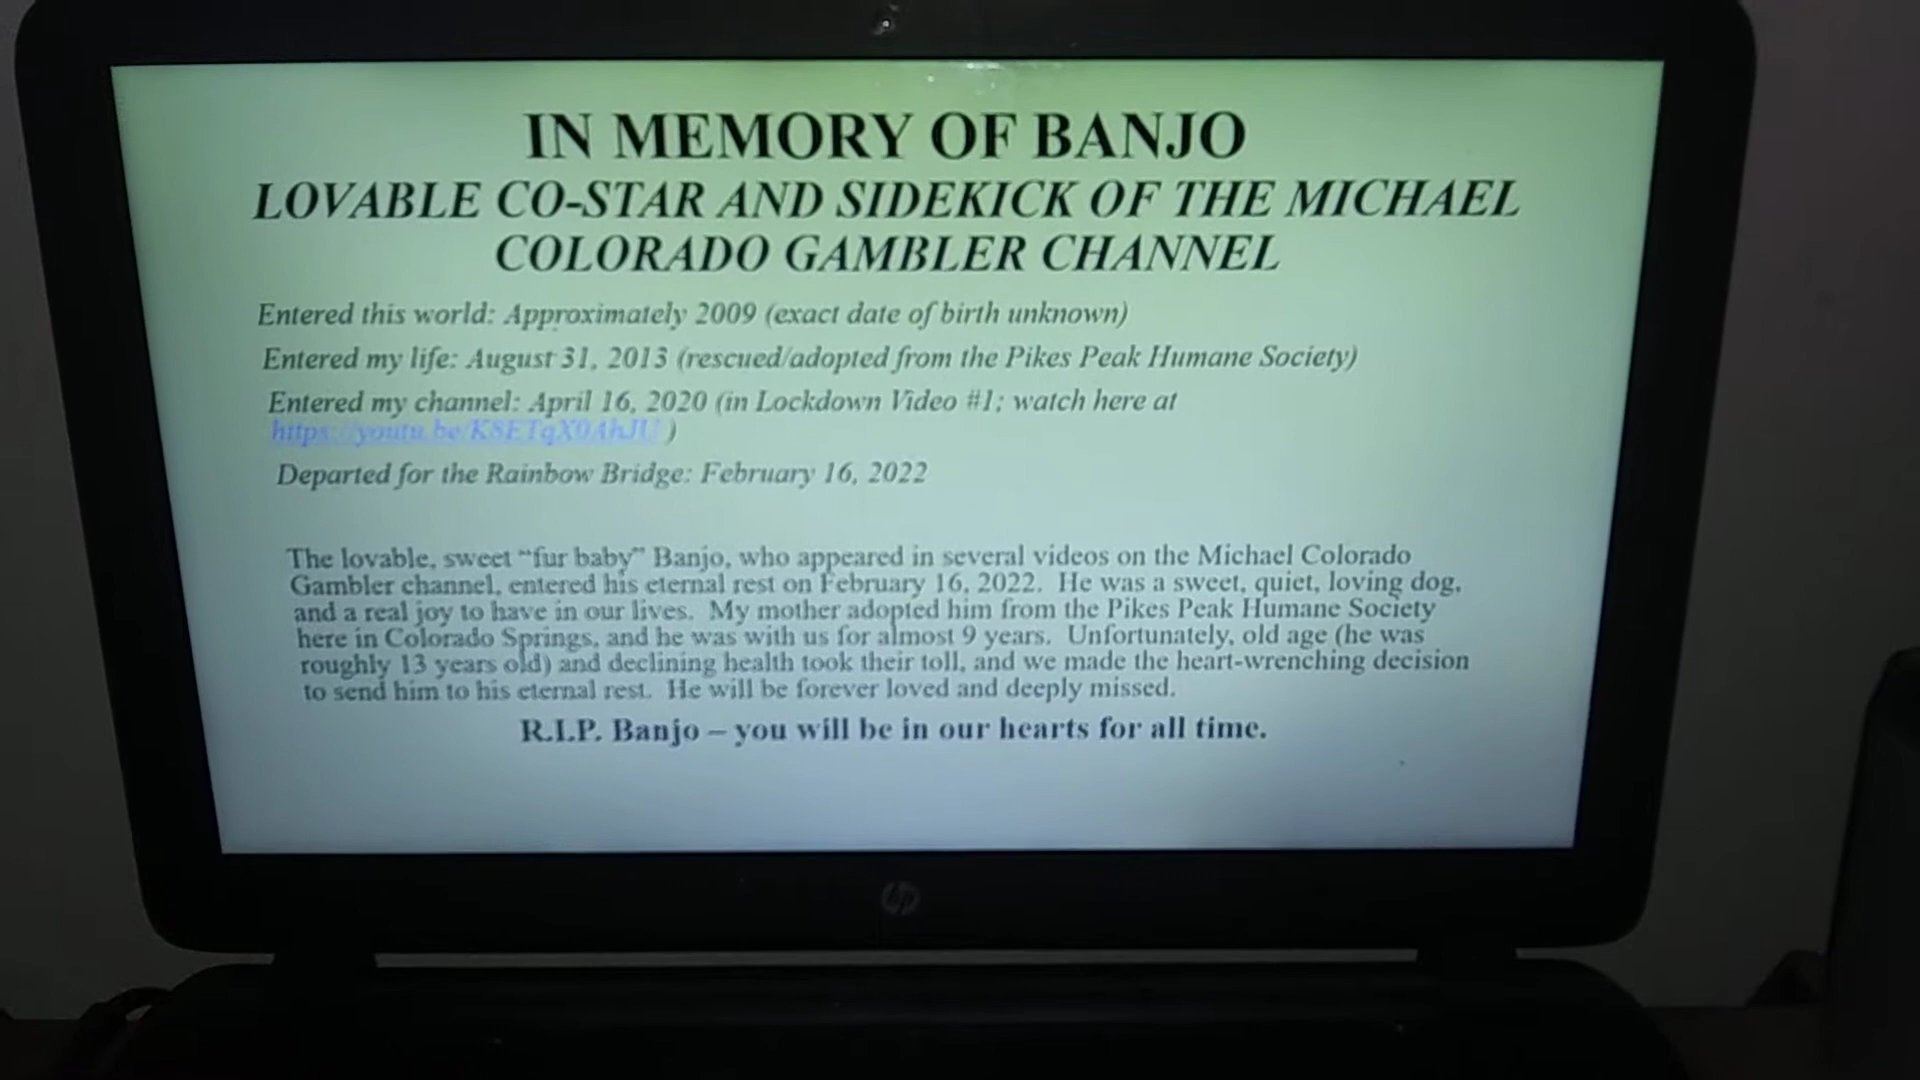 IN MEMORY OF BANJO
LOVABLE CO-STAR AND SIDEKICK OF THE MICHAEL
COLORADO GAMBLER CHANNEL
Entered this world: Approximately 2009 (exact date of birth unknown)
Entered my life: August 31, 2013 (rescued/adopted from the Pikes Peak Humane Society)
Entered my channel: April 16, 2020 (in Lockdown Video #1; watch here at
)
Departed for the Rainbow Bridge: February 16, 2022
The lovable, sweet “fur baby” Banjo, who appeared in several videos on the Michael Colorado
Gambler channel, entered his eternal rest on February 16, 2022. He was a sweet, quiet, loving dog,
and a real joy to have in our lives. My mother adopted him from the Pikes Peak Humane Society
here in Colorado Springs, and he was with us for almost 9 years. Unfortunately, old age (he was
roughly 13 years old) and declining health took their toll, and we made the heart-wrenching decision
to send him to his eternal rest. He will be forever loved and deeply missed.
R.I.P. Banjo – you will be in our hearts for all time.
hp